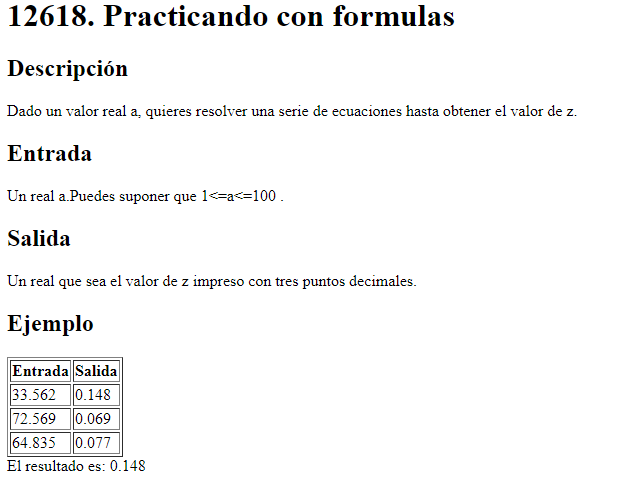 12618. Practicando con formulas
Descripción
Dado un valor real a, quieres resolver una serie de ecuaciones hasta obtener el valor de z.
Entrada
Un real a.Puedes suponer que 1<=a<=100 .
Salida
Un real que sea el valor de z impreso con tres puntos decimales.
Ejemplo
Entrada Salida
33.562 0.148
72.569 0.069
64.835 0.077
El resultado es: 0.148